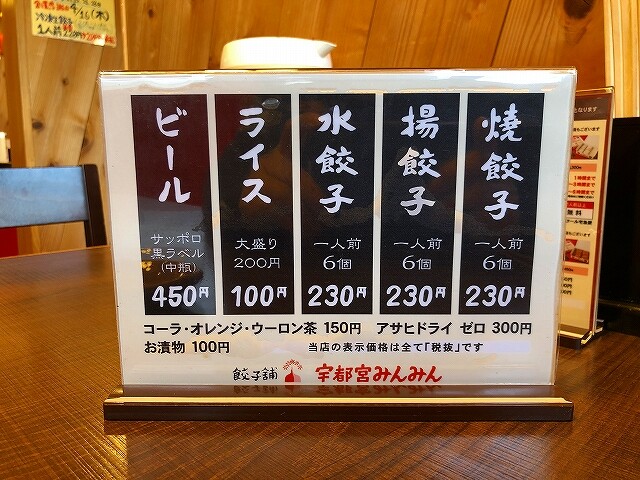 焼餃子
一人前
6個
230円
揚餃子
一人前
6個
230円
水餃子
一人前
6個
230円
ライス
大盛り
200円
100円
ビール
サッポロ
黒ラベル
(中瓶)
450円
コーラ・オレンジ・ウーロン茶 150円 アサヒドライ ゼロ 300円
お漬物 100円 当店の表示価格は全て「税抜」です
餃子舗 宇都宮みんみん
4/16(木)